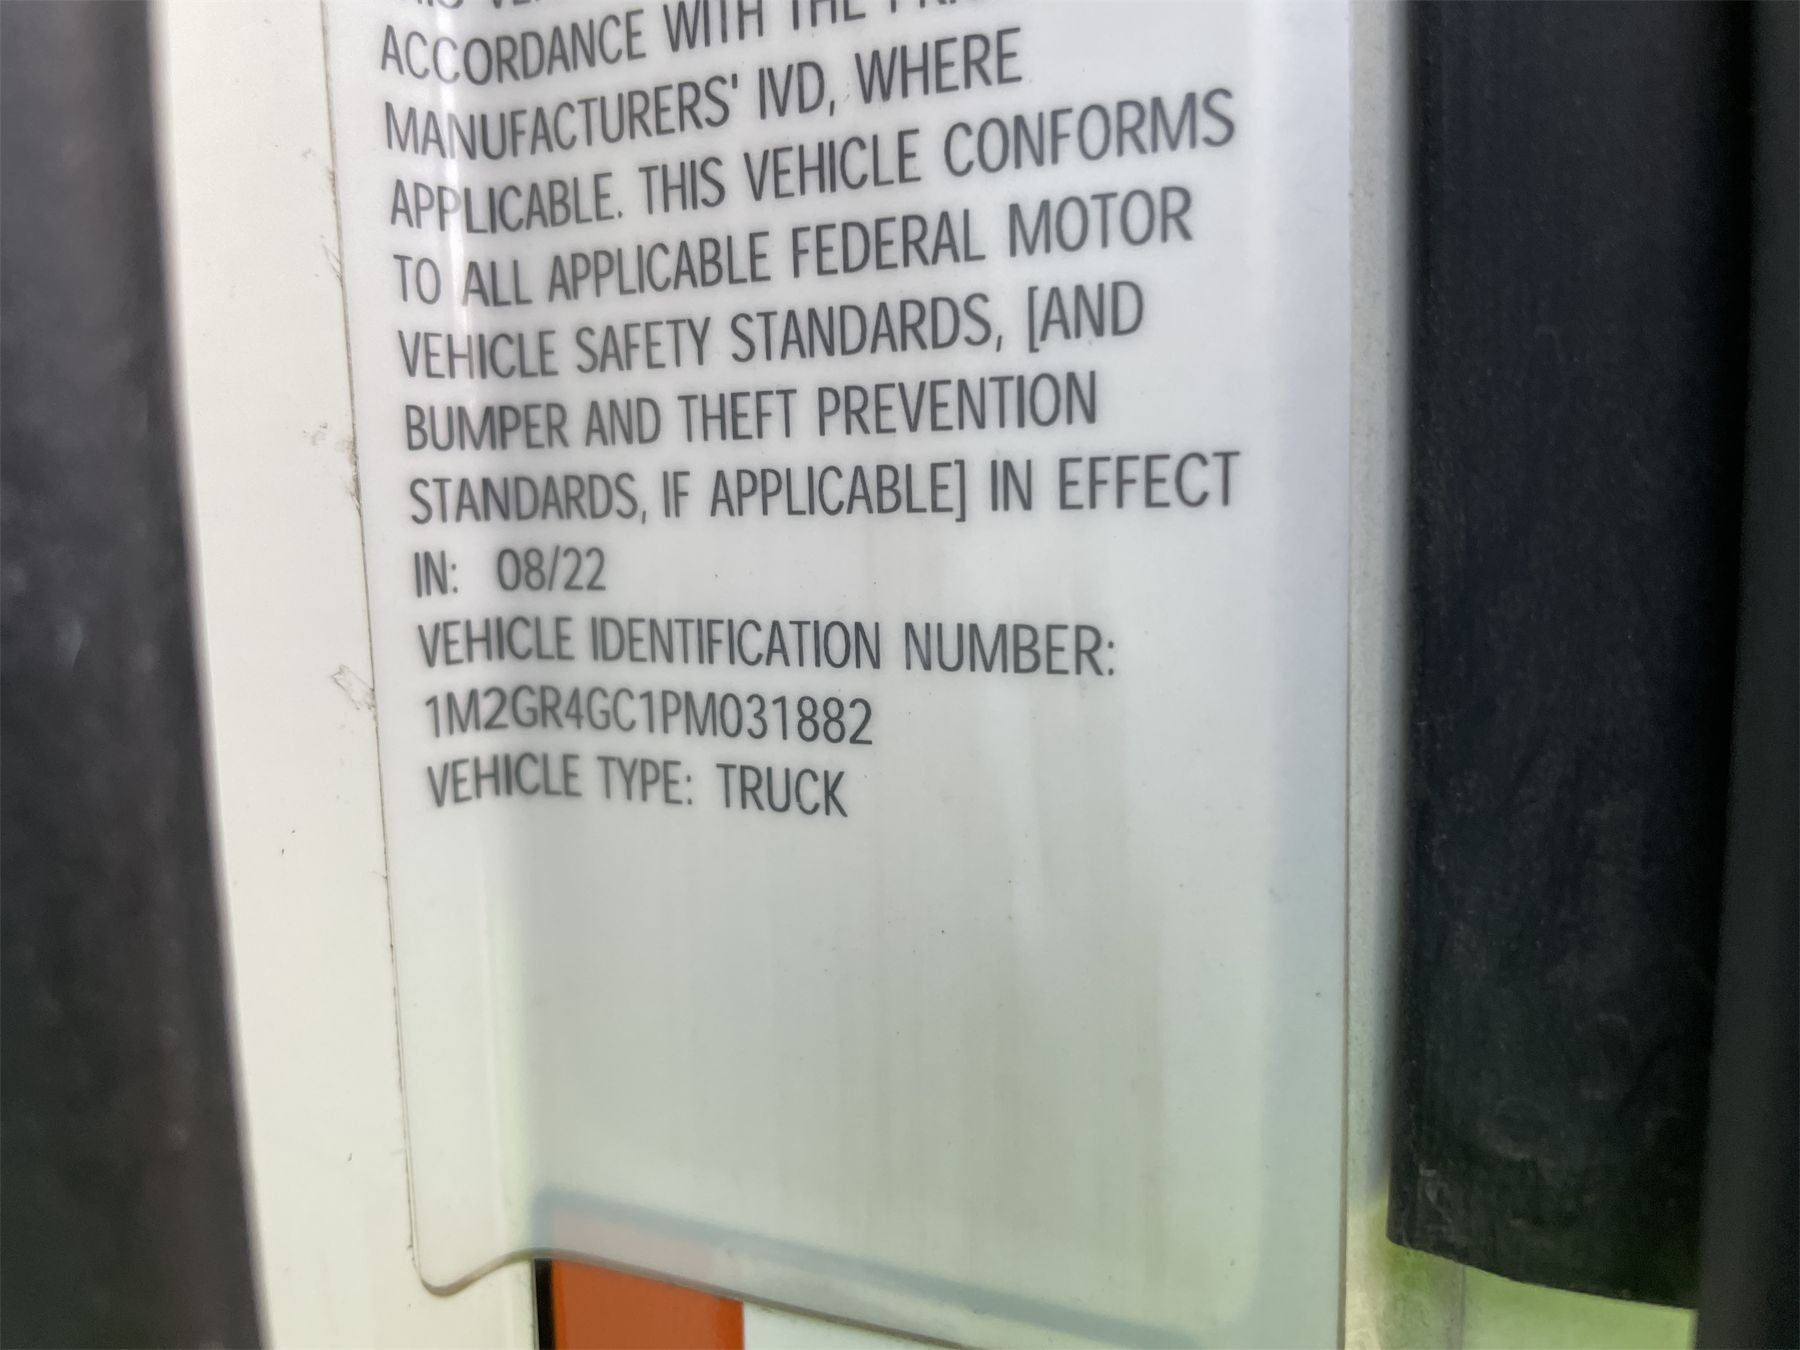 ACCORDANCE WITH THE
MANUFACTURERS' IVD, WHERE
APPLICABLE. THIS VEHICLE CONFORMS
TO ALL APPLICABLE FEDERAL MOTOR
VEHICLE SAFETY STANDARDS, [AND
BUMPER AND THEFT PREVENTION
STANDARDS, IF APPLICABLE] IN EFFECT
IN: 08/22
VEHICLE IDENTIFICATION NUMBER:
1M2GR4GC1PM031882
VEHICLE TYPE: TRUCK